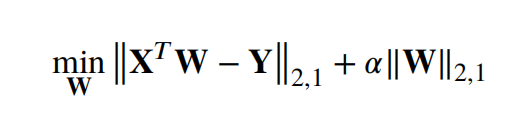 min_W ‖X^T W − Y‖_{2,1} + α‖W‖_{2,1}